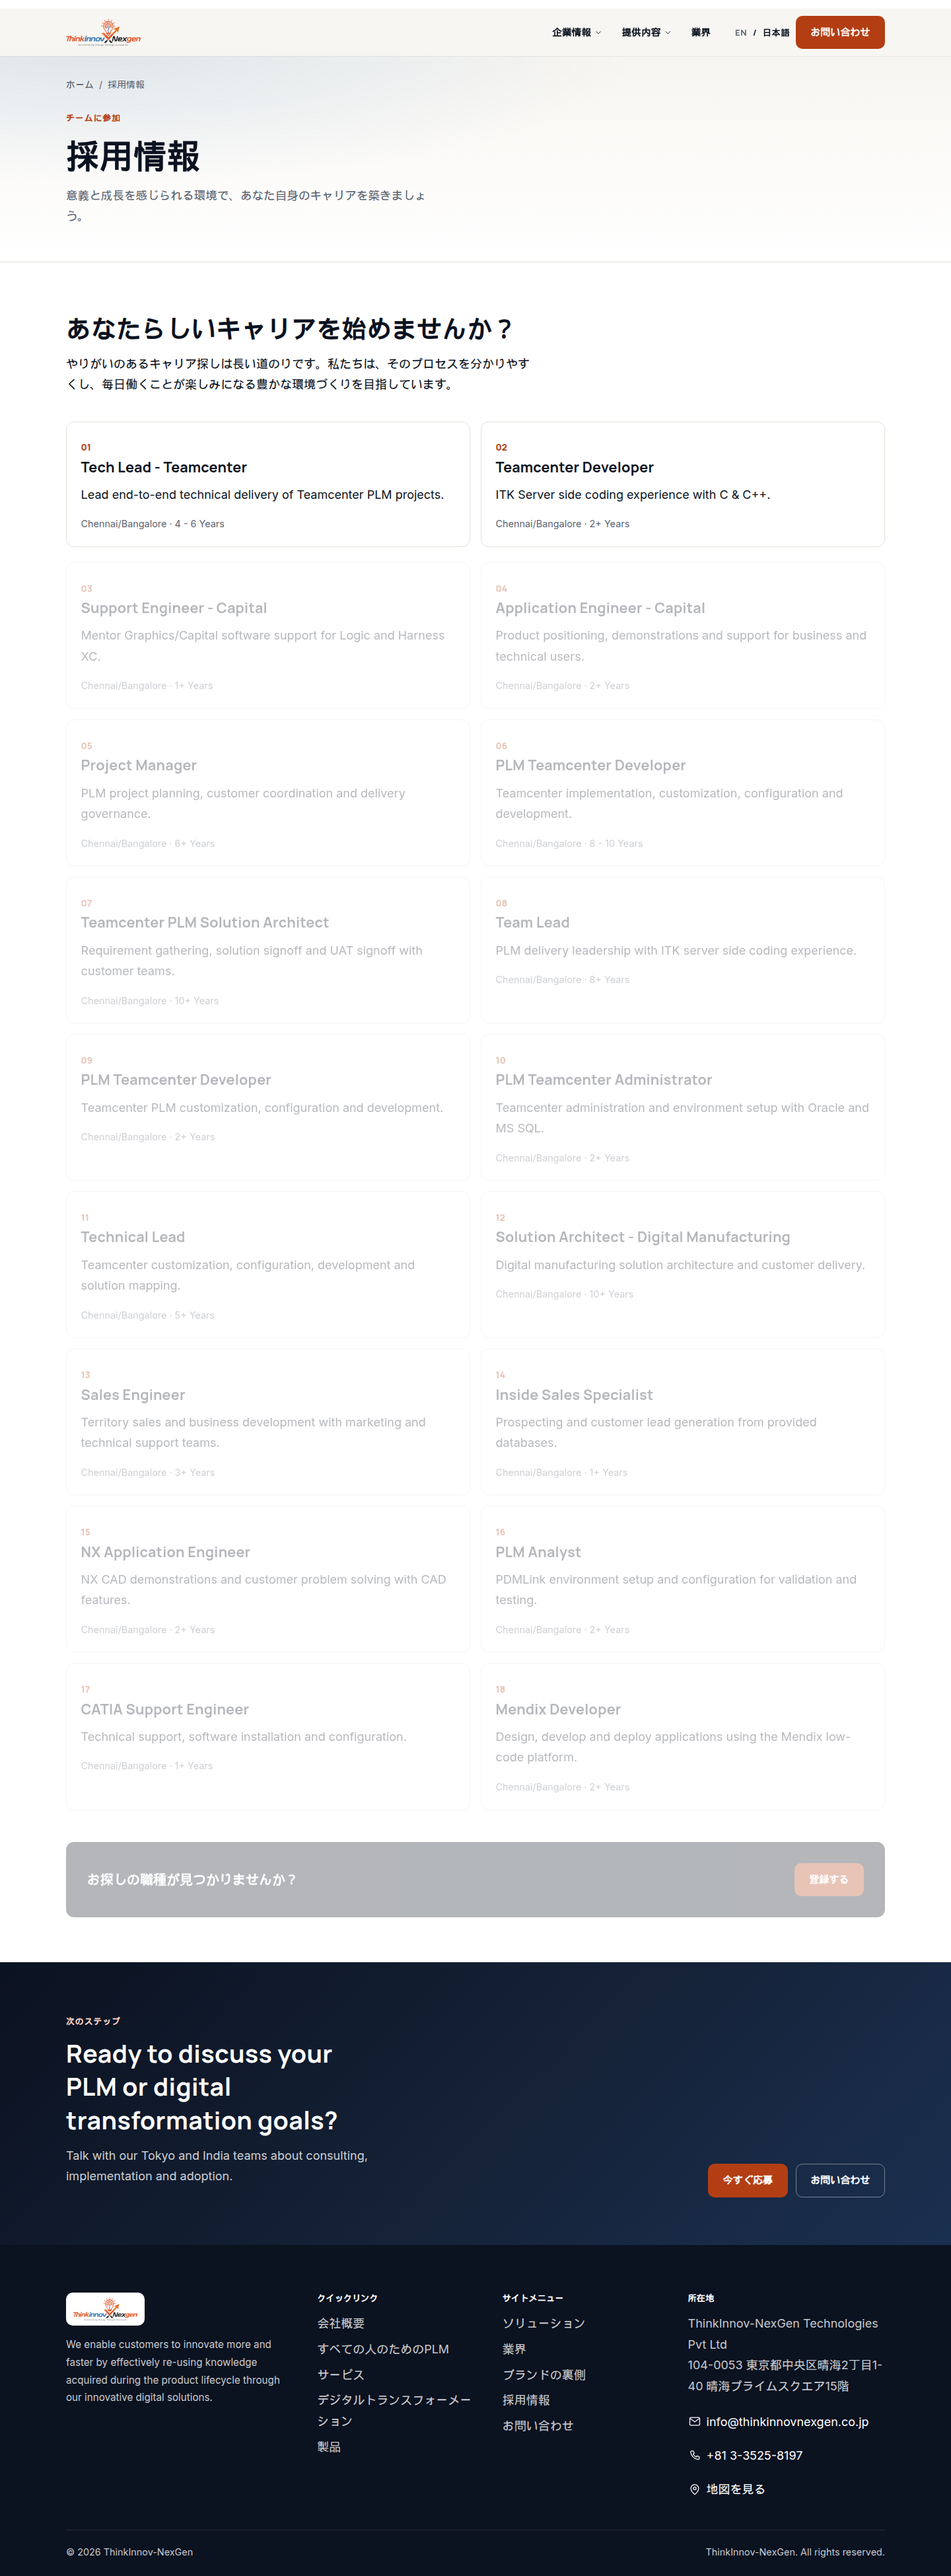 ThinkInnovXNexgen
企業情報
提供内容
業界
EN / 日本語
お問い合わせ
ホーム / 採用情報
チームに参加
採用情報
意義と成長を感じられる環境で、あなた自身のキャリアを築きましょ
う。
あなたらしいキャリアを始めませんか？
やりがいのあるキャリア探しは長い道のりです。私たちは、そのプロセスを分かりやす
くし、毎日働くことが楽しみになる豊かな環境づくりを目指しています。
01
Tech Lead - Teamcenter
Lead end-to-end technical delivery of Teamcenter PLM projects.
Chennai/Bangalore · 4 - 6 Years
02
Teamcenter Developer
ITK Server side coding experience with C & C++.
Chennai/Bangalore · 2+ Years
03
Support Engineer - Capital
Mentor Graphics/Capital software support for Logic and Harness
XC.
Chennai/Bangalore · 1+ Years
04
Application Engineer - Capital
Product positioning, demonstrations and support for business and
technical users.
Chennai/Bangalore · 2+ Years
05
Project Manager
PLM project planning, customer coordination and delivery
governance.
Chennai/Bangalore · 6+ Years
06
PLM Teamcenter Developer
Teamcenter implementation, customization, configuration and
development.
Chennai/Bangalore · 8 - 10 Years
07
Teamcenter PLM Solution Architect
Requirement gathering, solution signoff and UAT signoff with
customer teams.
Chennai/Bangalore · 10+ Years
08
Team Lead
PLM delivery leadership with ITK server side coding experience.
Chennai/Bangalore · 8+ Years
09
PLM Teamcenter Developer
Teamcenter PLM customization, configuration and development.
Chennai/Bangalore · 2+ Years
10
PLM Teamcenter Administrator
Teamcenter administration and environment setup with Oracle and
MS SQL.
Chennai/Bangalore · 2+ Years
11
Technical Lead
Teamcenter customization, configuration, development and
solution mapping.
Chennai/Bangalore · 5+ Years
12
Solution Architect - Digital Manufacturing
Digital manufacturing solution architecture and customer delivery.
Chennai/Bangalore · 10+ Years
13
Sales Engineer
Territory sales and business development with marketing and
technical support teams.
Chennai/Bangalore · 3+ Years
14
Inside Sales Specialist
Prospecting and customer lead generation from provided
databases.
Chennai/Bangalore · 1+ Years
15
NX Application Engineer
NX CAD demonstrations and customer problem solving with CAD
features.
Chennai/Bangalore · 2+ Years
16
PLM Analyst
PDMLink environment setup and configuration for validation and
testing.
Chennai/Bangalore · 2+ Years
17
CATIA Support Engineer
Technical support, software installation and configuration.
Chennai/Bangalore · 1+ Years
18
Mendix Developer
Design, develop and deploy applications using the Mendix low-
code platform.
Chennai/Bangalore · 2+ Years
お探しの職種が見つかりませんか？
登録する
次のステップ
Ready to discuss your
PLM or digital
transformation goals?
Talk with our Tokyo and India teams about consulting,
implementation and adoption.
今すぐ応募
お問い合わせ
ThinkInnovXNexgen
We enable customers to innovate more and
faster by effectively re-using knowledge
acquired during the product lifecycle through
our innovative digital solutions.
クイックリンク
会社概要
すべての人のためのPLM
サービス
デジタルトランスフォーメー
ション
製品
サイトメニュー
ソリューション
業界
ブランドの裏側
採用情報
お問い合わせ
所在地
ThinkInnov-NexGen Technologies
Pvt Ltd
104-0053 東京都中央区晴海2丁目1-
40 晴海プライムスクエア15階
info@thinkinnovnexgen.co.jp
+81 3-3525-8197
地図を見る
© 2026 ThinkInnov-NexGen
ThinkInnov-NexGen. All rights reserved.